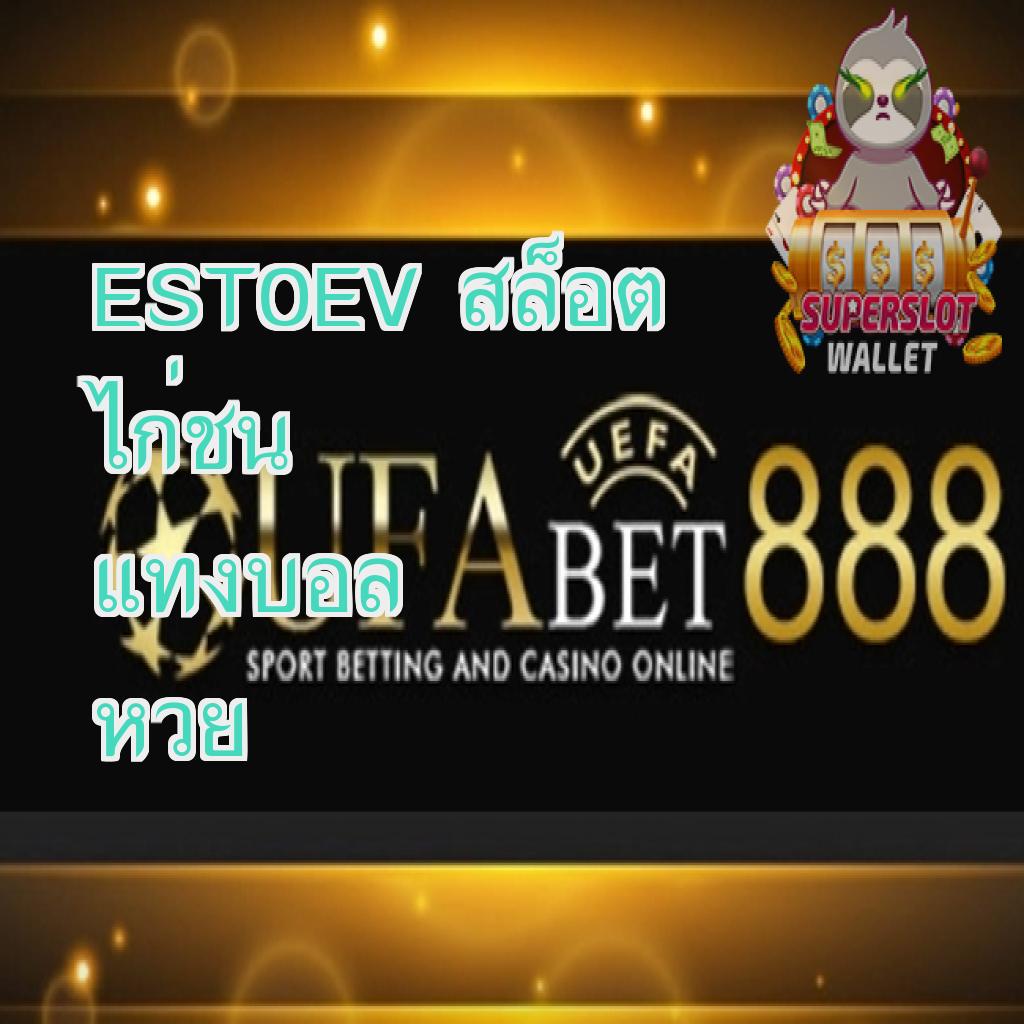 ESTOEV สล็อต
SUPERSLOT
WALLET
ไก่ชน
UEFA
UFABET888
แทงบอล
SPORT BETTING AND CASINO ONLINE
หวย